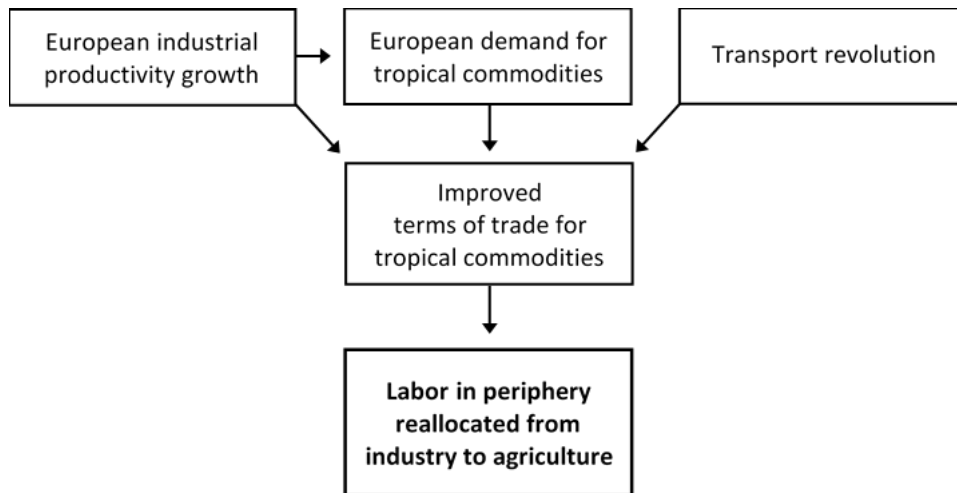 European industrial
productivity growth
European demand for
tropical commodities
Transport revolution
Improved
terms of trade for
tropical commodities
Labor in periphery
reallocated from
industry to agriculture